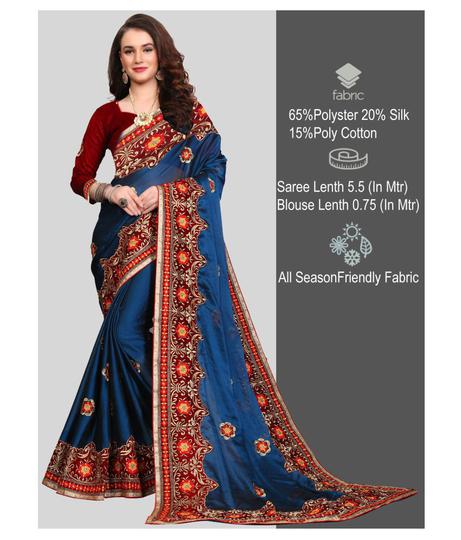 fabric
65%Polyster 20% Silk
15%Poly Cotton
Saree Lenth 5.5 (In Mtr)
Blouse Lenth 0.75 (In Mtr)
All SeasonFriendly Fabric